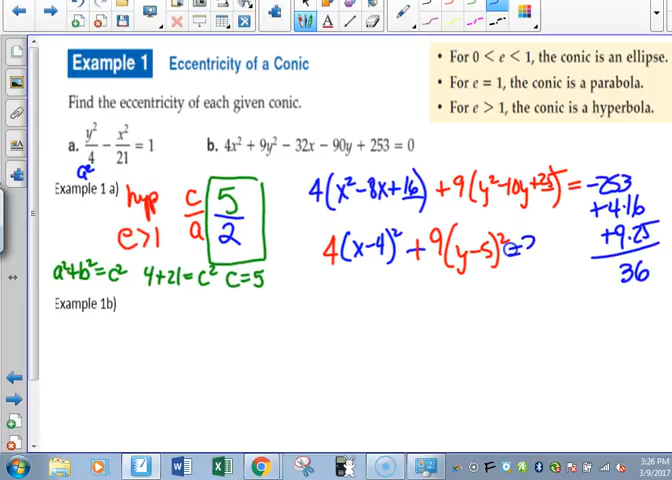 Example 1 Eccentricity of a Conic
• For 0 < e < 1, the conic is an ellipse.
• For e = 1, the conic is a parabola.
• For e > 1, the conic is a hyperbola.
Find the eccentricity of each given conic.
a. y²/4 − x²/21 = 1 b. 4x² + 9y² − 32x − 90y + 253 = 0
a²
Example 1 a)
hyp
e>1
c/a 5/2
a²+b²=c² 4+21=c² c=5
4(x²-8x+16) +9(y²-10y+25) = -253
+4·16
+9·25
36
4(x-4)² + 9(y-5)² =
Example 1b)
3:26 PM
3/9/2017